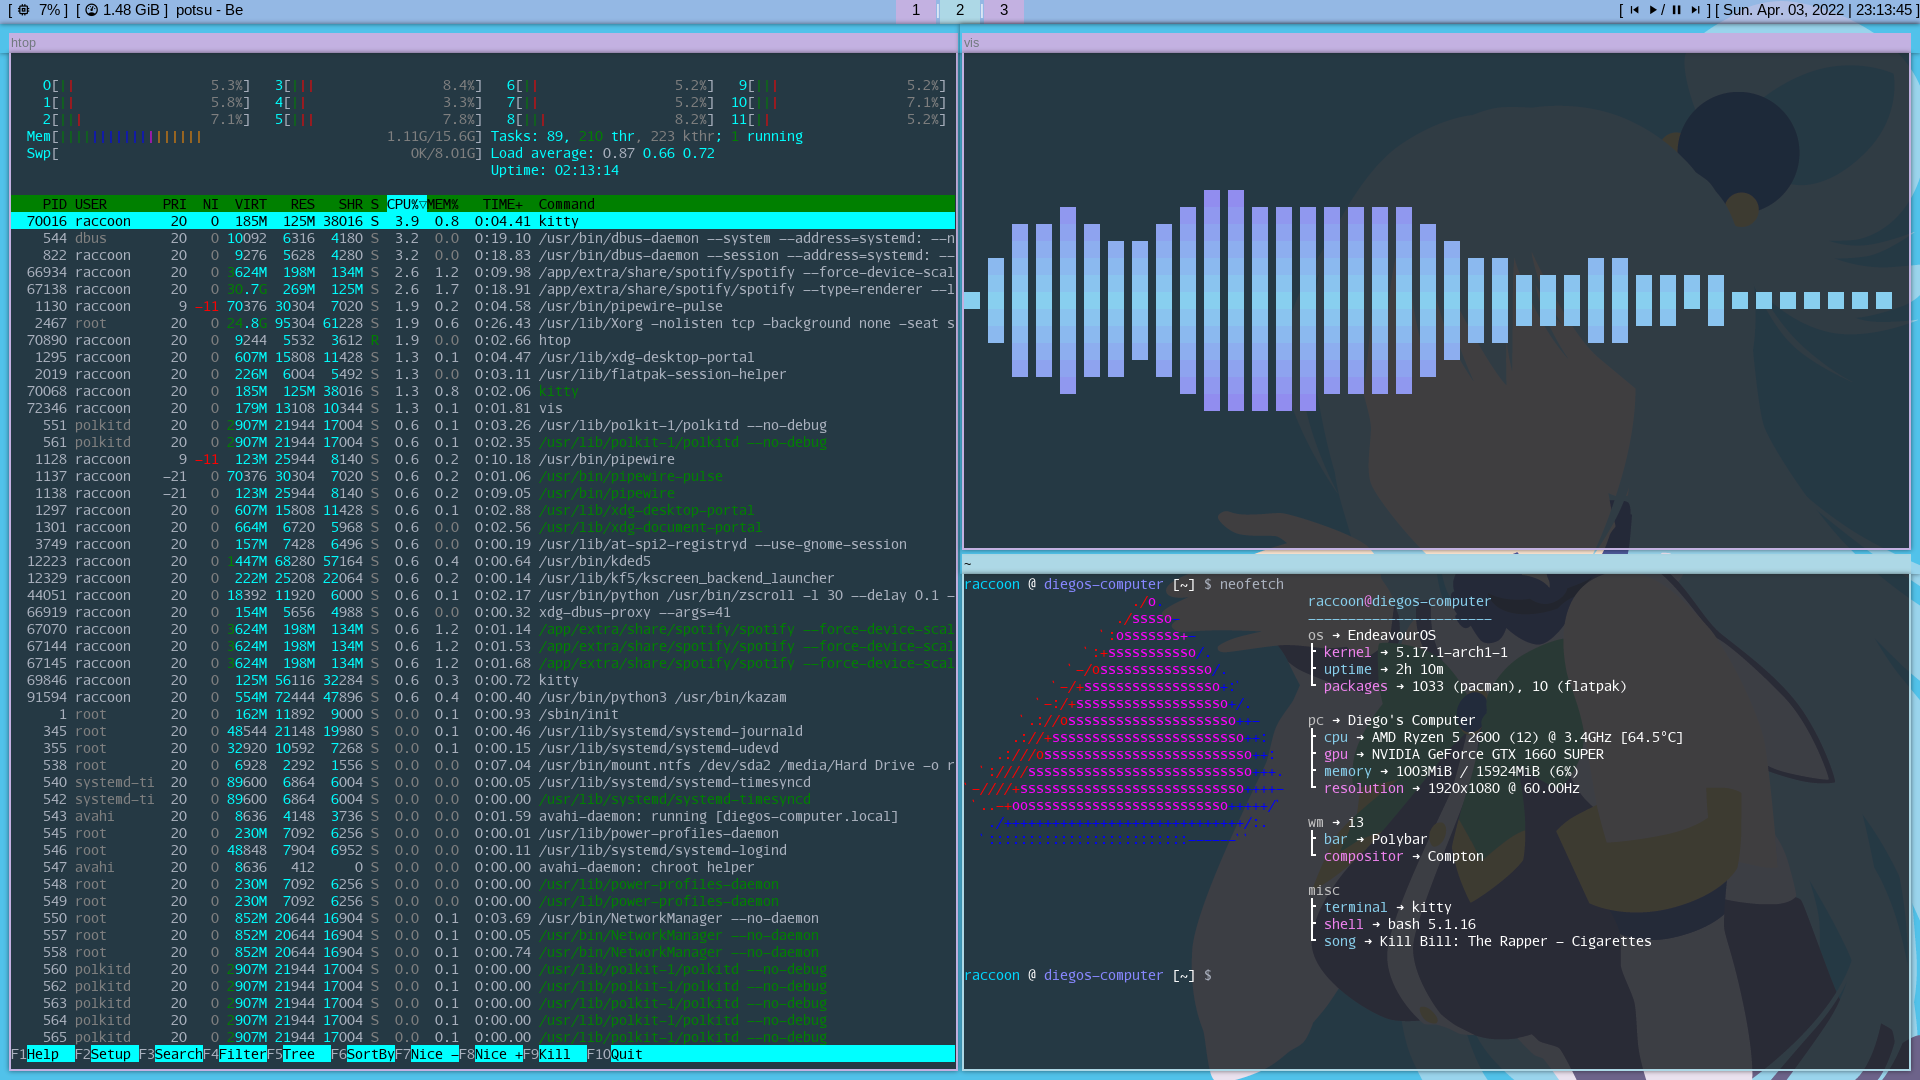 [ 7% ] [ 1.48 GiB ] potsu - Be
1 2 3
[ / ] [ Sun. Apr. 03, 2022 | 23:13:45 ]
htop
0[|| 5.3%] 3[||| 8.4%] 6[|| 5.2%] 9[||| 5.2%]
1[|| 5.8%] 4[|| 3.3%] 7[|| 5.2%] 10[||| 7.1%]
2[||| 7.1%] 5[||| 7.8%] 8[||| 8.2%] 11[|| 5.2%]
Mem[|||||||||||||||||| 1.11G/15.6G] Tasks: 89, 210 thr, 223 kthr; 1 running
Swp[ 0K/8.01G] Load average: 0.87 0.66 0.72
Uptime: 02:13:14
PID USER PRI NI VIRT RES SHR S CPU%▽MEM% TIME+ Command
70016 raccoon 20 0 185M 125M 38016 S 3.9 0.8 0:04.41 kitty
544 dbus 20 0 10092 6316 4180 S 3.2 0.0 0:19.10 /usr/bin/dbus-daemon --system --address=systemd: --n
822 raccoon 20 0 9276 5628 4280 S 3.2 0.0 0:18.83 /usr/bin/dbus-daemon --session --address=systemd: --
66934 raccoon 20 0 3624M 198M 134M S 2.6 1.2 0:09.98 /app/extra/share/spotify/spotify --force-device-scal
67138 raccoon 20 0 30.7G 269M 125M S 2.6 1.7 0:18.91 /app/extra/share/spotify/spotify --type=renderer --l
1130 raccoon 9 -11 70376 30304 7020 S 1.9 0.2 0:04.58 /usr/bin/pipewire-pulse
2467 root 20 0 24.8G 95304 61228 S 1.9 0.6 0:26.43 /usr/lib/Xorg -nolisten tcp -background none -seat s
70890 raccoon 20 0 9244 5532 3612 R 1.9 0.0 0:02.66 htop
1295 raccoon 20 0 607M 15808 11428 S 1.3 0.1 0:04.47 /usr/lib/xdg-desktop-portal
2019 raccoon 20 0 226M 6004 5492 S 1.3 0.0 0:03.11 /usr/lib/flatpak-session-helper
70068 raccoon 20 0 185M 125M 38016 S 1.3 0.8 0:02.06 kitty
72346 raccoon 20 0 179M 13108 10344 S 1.3 0.1 0:01.81 vis
551 polkitd 20 0 2907M 21944 17004 S 0.6 0.1 0:03.26 /usr/lib/polkit-1/polkitd --no-debug
561 polkitd 20 0 2907M 21944 17004 S 0.6 0.1 0:02.35 /usr/lib/polkit-1/polkitd --no-debug
1128 raccoon 9 -11 123M 25944 8140 S 0.6 0.2 0:10.18 /usr/bin/pipewire
1137 raccoon -21 0 70376 30304 7020 S 0.6 0.2 0:01.06 /usr/bin/pipewire-pulse
1138 raccoon -21 0 123M 25944 8140 S 0.6 0.2 0:09.05 /usr/bin/pipewire
1297 raccoon 20 0 607M 15808 11428 S 0.6 0.1 0:02.88 /usr/lib/xdg-desktop-portal
1301 raccoon 20 0 664M 6720 5968 S 0.6 0.0 0:02.56 /usr/lib/xdg-document-portal
3749 raccoon 20 0 157M 7428 6496 S 0.6 0.0 0:00.19 /usr/lib/at-spi2-registryd --use-gnome-session
12223 raccoon 20 0 1447M 68280 57164 S 0.6 0.4 0:00.64 /usr/bin/kded5
12329 raccoon 20 0 222M 25208 22064 S 0.6 0.2 0:00.14 /usr/lib/kf5/kscreen_backend_launcher
44051 raccoon 20 0 18392 11920 6000 S 0.6 0.1 0:02.17 /usr/bin/python /usr/bin/zscroll -l 30 --delay 0.1 -
66919 raccoon 20 0 154M 5656 4988 S 0.6 0.0 0:00.32 xdg-dbus-proxy --args=41
67070 raccoon 20 0 3624M 198M 134M S 0.6 1.2 0:01.14 /app/extra/share/spotify/spotify --force-device-scal
67144 raccoon 20 0 3624M 198M 134M S 0.6 1.2 0:01.53 /app/extra/share/spotify/spotify --force-device-scal
67145 raccoon 20 0 3624M 198M 134M S 0.6 1.2 0:01.68 /app/extra/share/spotify/spotify --force-device-scal
69846 raccoon 20 0 125M 56116 32284 S 0.6 0.3 0:00.72 kitty
91594 raccoon 20 0 554M 72444 47896 S 0.6 0.4 0:00.40 /usr/bin/python3 /usr/bin/kazam
1 root 20 0 162M 11892 9000 S 0.0 0.1 0:00.93 /sbin/init
345 root 20 0 48544 21148 19980 S 0.0 0.1 0:00.46 /usr/lib/systemd/systemd-journald
355 root 20 0 32920 10592 7268 S 0.0 0.1 0:00.15 /usr/lib/systemd/systemd-udevd
538 root 20 0 6928 2292 1556 S 0.0 0.0 0:07.04 /usr/bin/mount.ntfs /dev/sda2 /media/Hard Drive -o r
540 systemd-ti 20 0 89600 6864 6004 S 0.0 0.0 0:00.05 /usr/lib/systemd/systemd-timesyncd
542 systemd-ti 20 0 89600 6864 6004 S 0.0 0.0 0:00.00 /usr/lib/systemd/systemd-timesyncd
543 avahi 20 0 8636 4148 3736 S 0.0 0.0 0:01.59 avahi-daemon: running [diegos-computer.local]
545 root 20 0 230M 7092 6256 S 0.0 0.0 0:00.01 /usr/lib/power-profiles-daemon
546 root 20 0 48848 7904 6952 S 0.0 0.0 0:00.11 /usr/lib/systemd/systemd-logind
547 avahi 20 0 8636 412 0 S 0.0 0.0 0:00.00 avahi-daemon: chroot helper
548 root 20 0 230M 7092 6256 S 0.0 0.0 0:00.00 /usr/lib/power-profiles-daemon
549 root 20 0 230M 7092 6256 S 0.0 0.0 0:00.00 /usr/lib/power-profiles-daemon
550 root 20 0 852M 20644 16904 S 0.0 0.1 0:03.69 /usr/bin/NetworkManager --no-daemon
557 root 20 0 852M 20644 16904 S 0.0 0.1 0:00.05 /usr/bin/NetworkManager --no-daemon
558 root 20 0 852M 20644 16904 S 0.0 0.1 0:00.74 /usr/bin/NetworkManager --no-daemon
560 polkitd 20 0 2907M 21944 17004 S 0.0 0.1 0:00.00 /usr/lib/polkit-1/polkitd --no-debug
562 polkitd 20 0 2907M 21944 17004 S 0.0 0.1 0:00.00 /usr/lib/polkit-1/polkitd --no-debug
563 polkitd 20 0 2907M 21944 17004 S 0.0 0.1 0:00.00 /usr/lib/polkit-1/polkitd --no-debug
564 polkitd 20 0 2907M 21944 17004 S 0.0 0.1 0:00.00 /usr/lib/polkit-1/polkitd --no-debug
565 polkitd 20 0 2907M 21944 17004 S 0.0 0.1 0:00.00 /usr/lib/polkit-1/polkitd --no-debug
F1Help F2Setup F3SearchF4FilterF5Tree F6SortByF7Nice -F8Nice +F9Kill F10Quit
vis
~
raccoon @ diegos-computer [~] $ neofetch
raccoon@diegos-computer
-----------------------
os ➜ EndeavourOS
kernel ➜ 5.17.1-arch1-1
uptime ➜ 2h 10m
packages ➜ 1033 (pacman), 10 (flatpak)
pc ➜ Diego's Computer
cpu ➜ AMD Ryzen 5 2600 (12) @ 3.4GHz [64.5°C]
gpu ➜ NVIDIA GeForce GTX 1660 SUPER
memory ➜ 1003MiB / 15924MiB (6%)
resolution ➜ 1920x1080 @ 60.00Hz
wm ➜ i3
bar ➜ Polybar
compositor ➜ Compton
misc
terminal ➜ kitty
shell ➜ bash 5.1.16
song ➜ Kill Bill: The Rapper - Cigarettes
raccoon @ diegos-computer [~] $